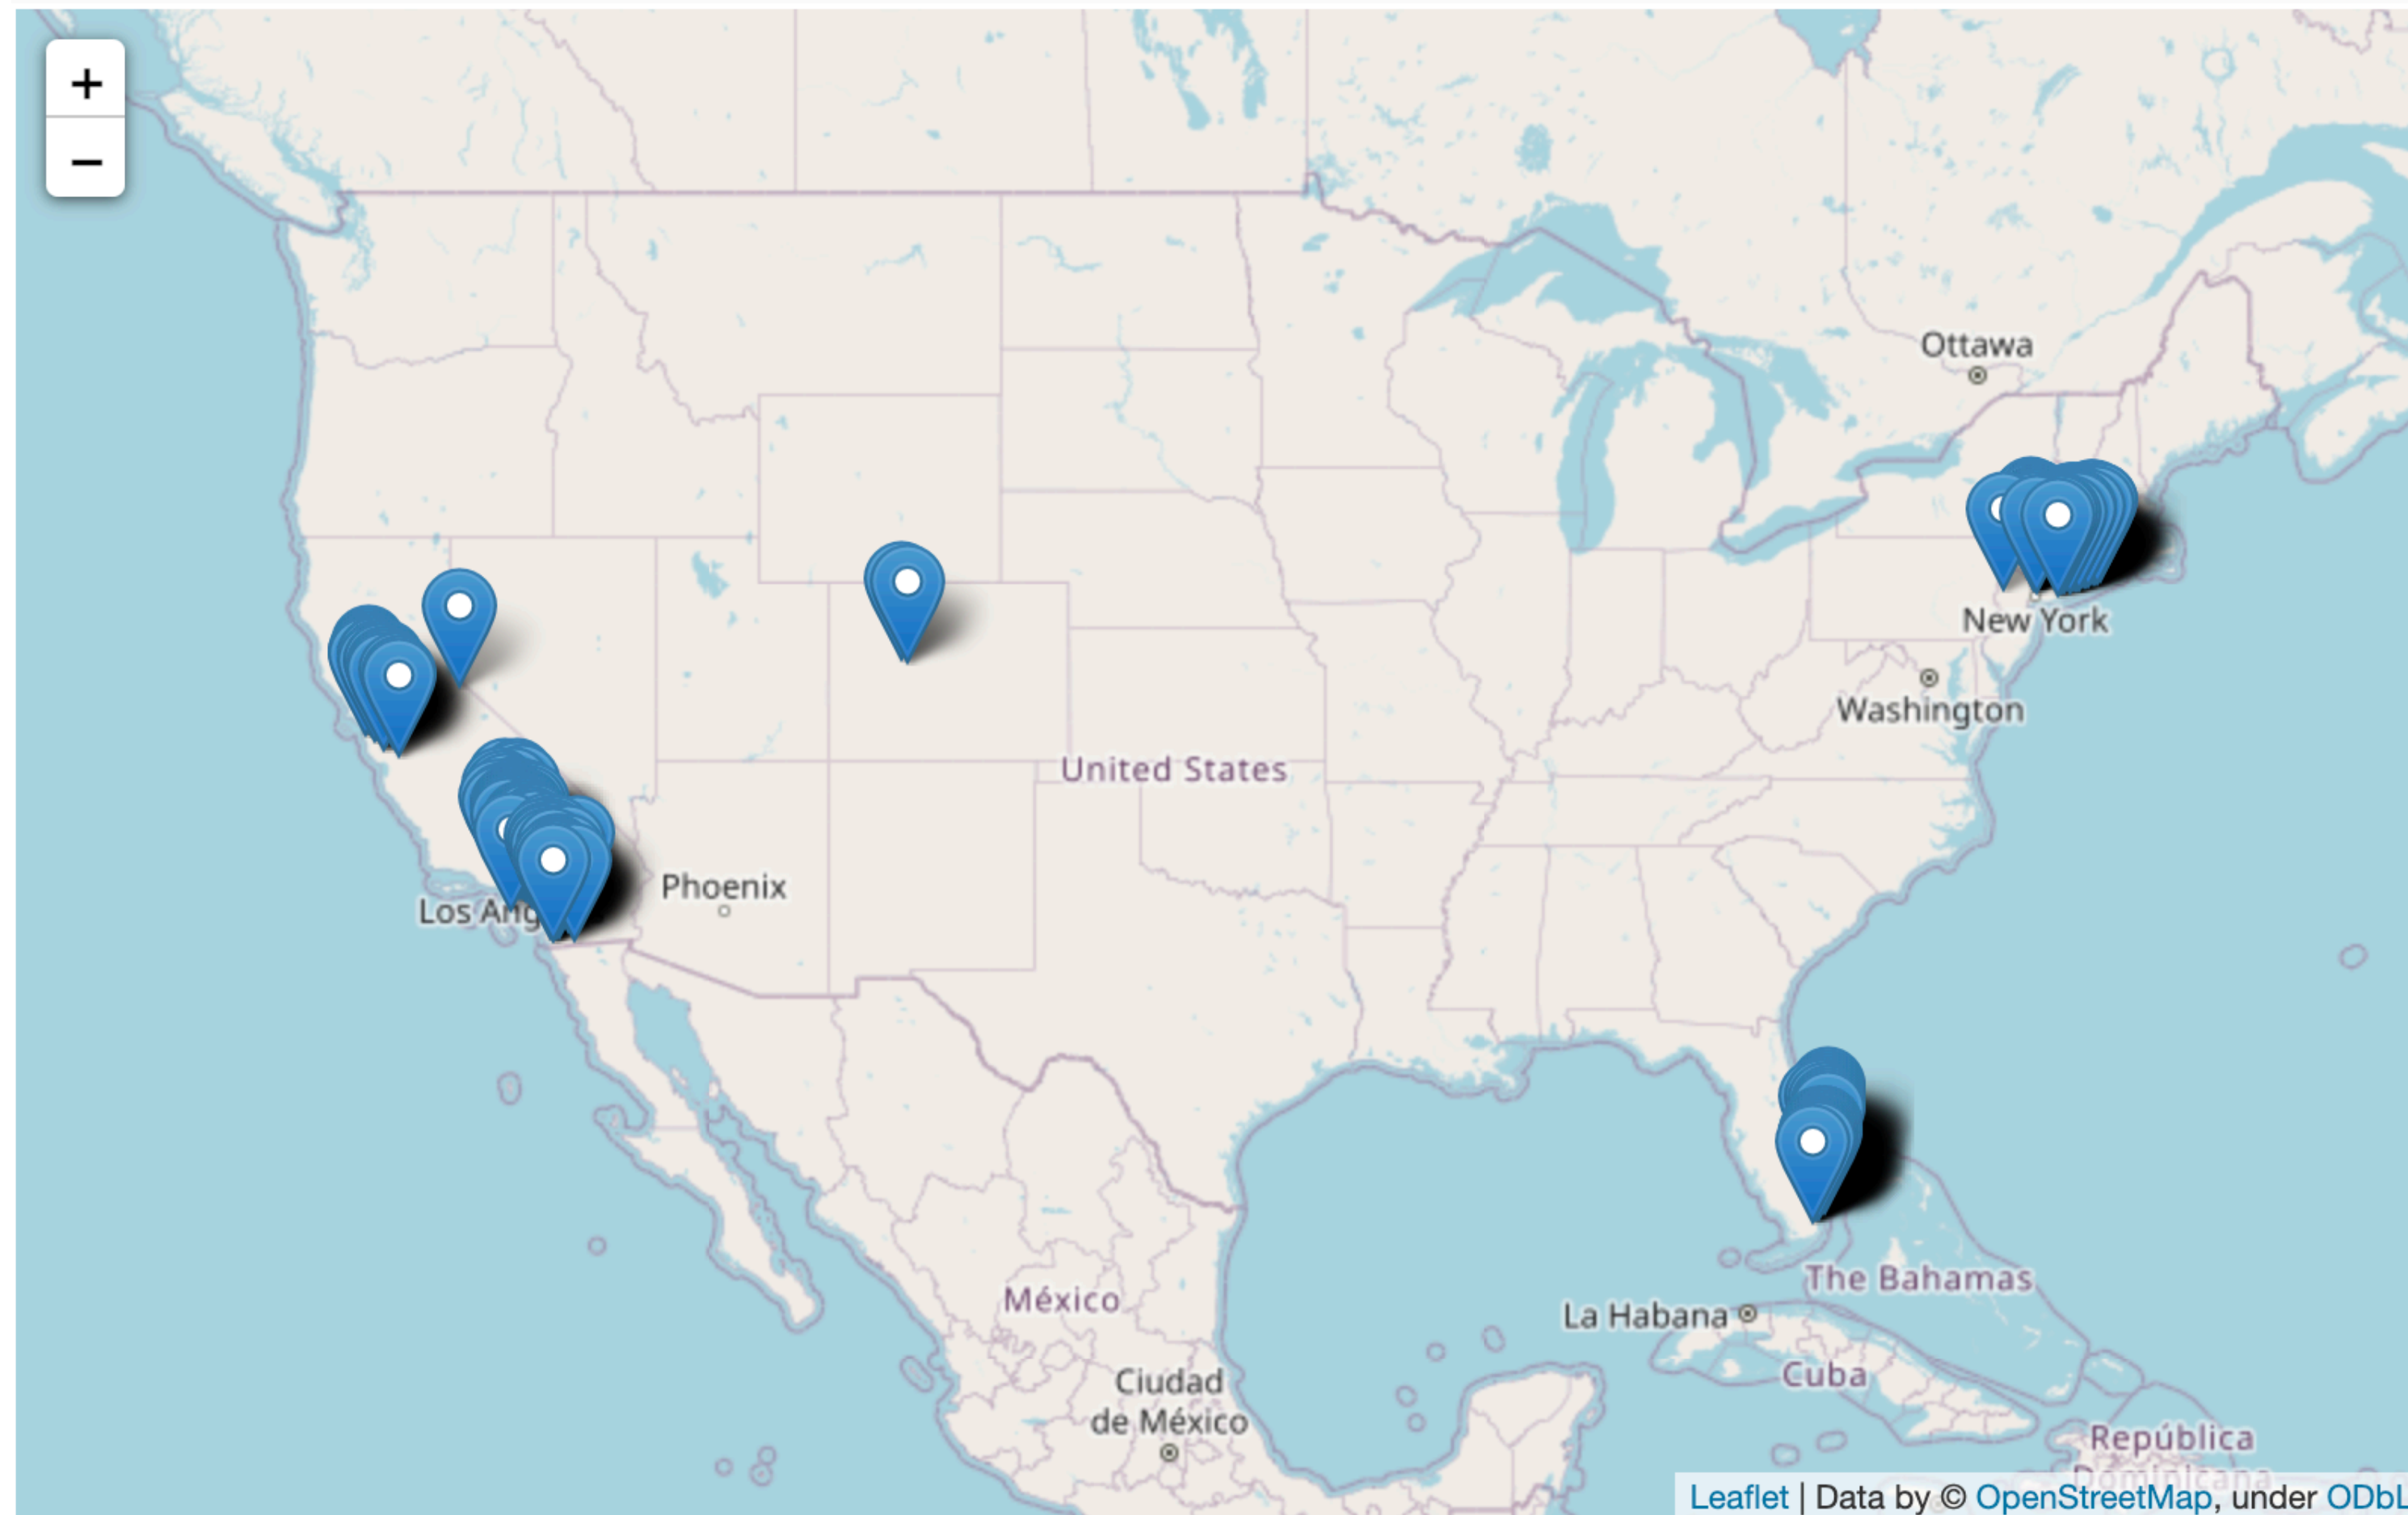 +
−
Ottawa
New York
Washington
United States
Phoenix
Los Ang
México
The Bahamas
La Habana
Cuba
Ciudad
de México
República
Dominicana
Leaflet | Data by © OpenStreetMap, under ODbL